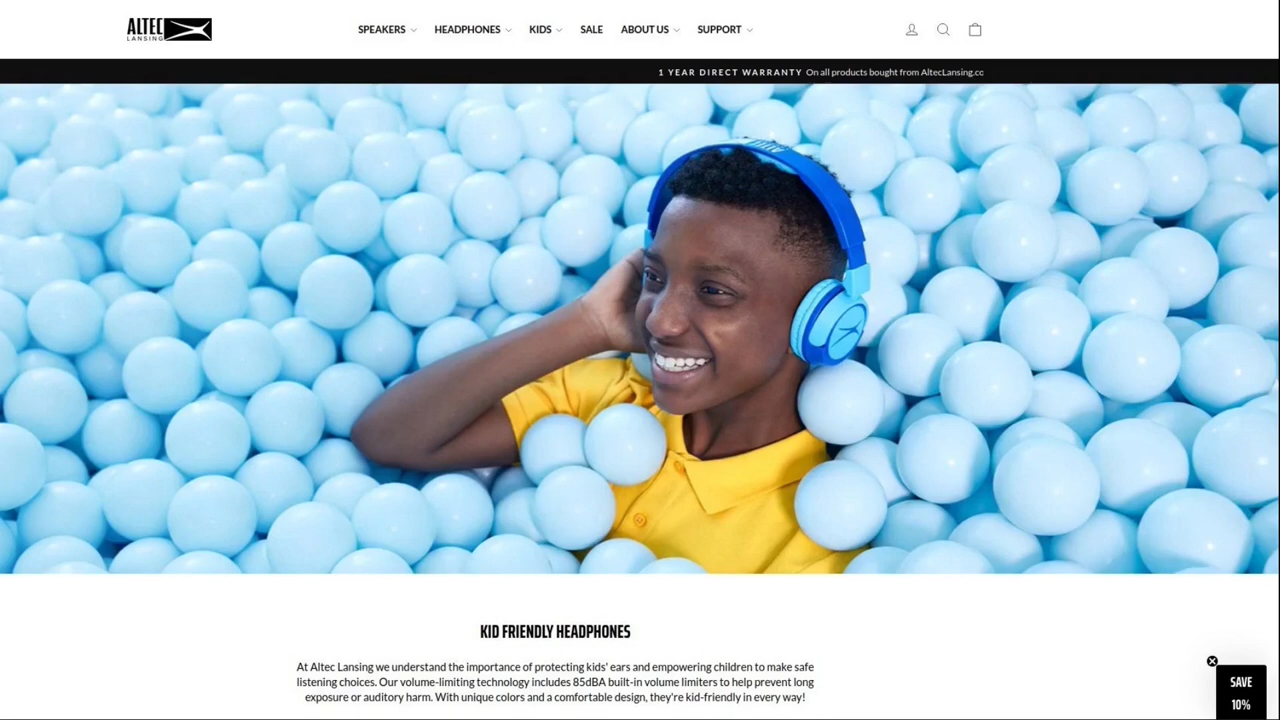 ALTEC
LANSING
SPEAKERS HEADPHONES KIDS SALE ABOUT US SUPPORT
1 YEAR DIRECT WARRANTY On all products bought from AltecLansing.cc
ALTEC
KID FRIENDLY HEADPHONES
At Altec Lansing we understand the importance of protecting kids' ears and empowering children to make safe
listening choices. Our volume-limiting technology includes 85dBA built-in volume limiters to help prevent long
exposure or auditory harm. With unique colors and a comfortable design, they're kid-friendly in every way!
SAVE
10%